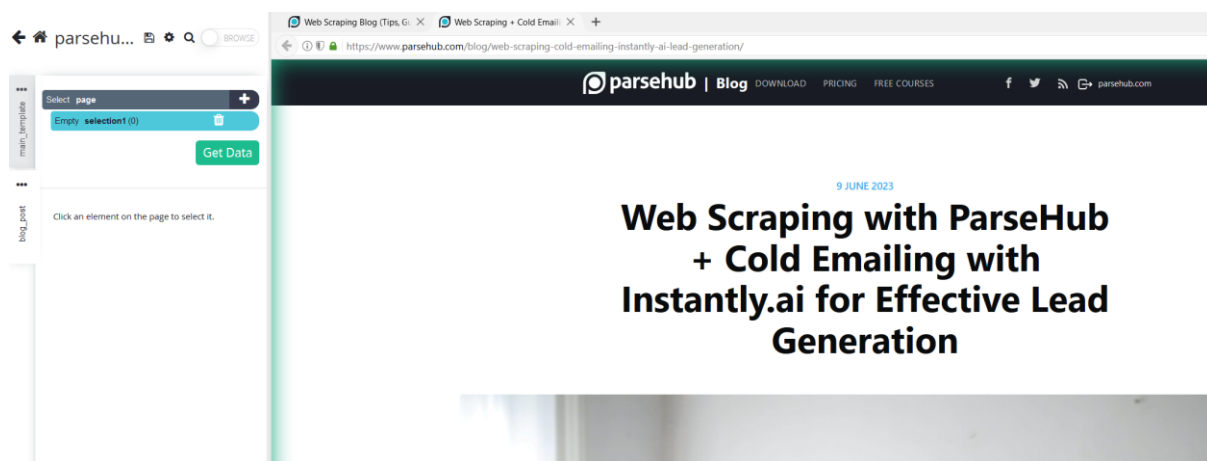 Web Scraping Blog (Tips, Gu
Web Scraping + Cold Emaili
parsehu...
BROWSE
https://www.parsehub.com/blog/web-scraping-cold-emailing-instantly-ai-lead-generation/
parsehub | Blog DOWNLOAD PRICING FREE COURSES parsehub.com
main_template
Select page
Empty selection1 (0)
Get Data
blog_post
Click an element on the page to select it.
9 JUNE 2023
Web Scraping with ParseHub
+ Cold Emailing with
Instantly.ai for Effective Lead
Generation